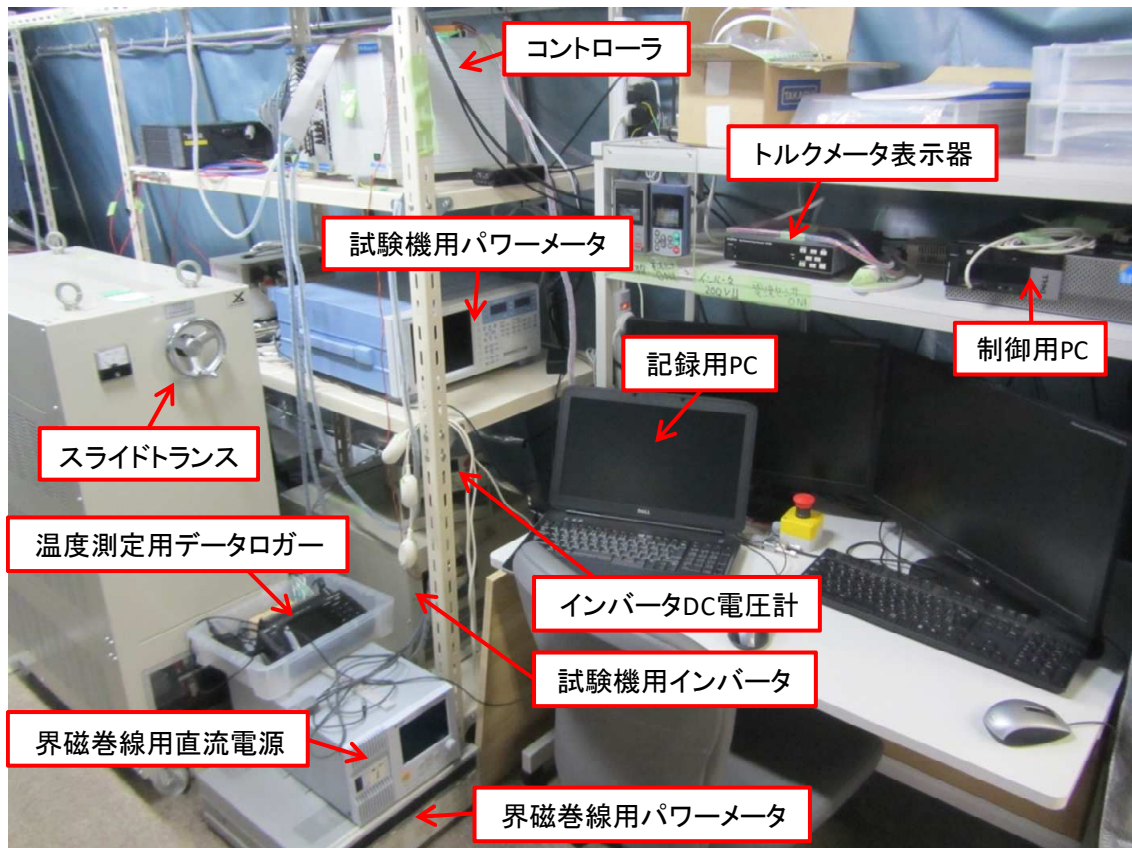 コントローラ
トルクメータ表示器
試験機用パワーメータ
記録用PC
制御用PC
スライドトランス
温度測定用データロガー
インバータDC電圧計
試験機用インバータ
界磁巻線用直流電源
界磁巻線用パワーメータ
DELL